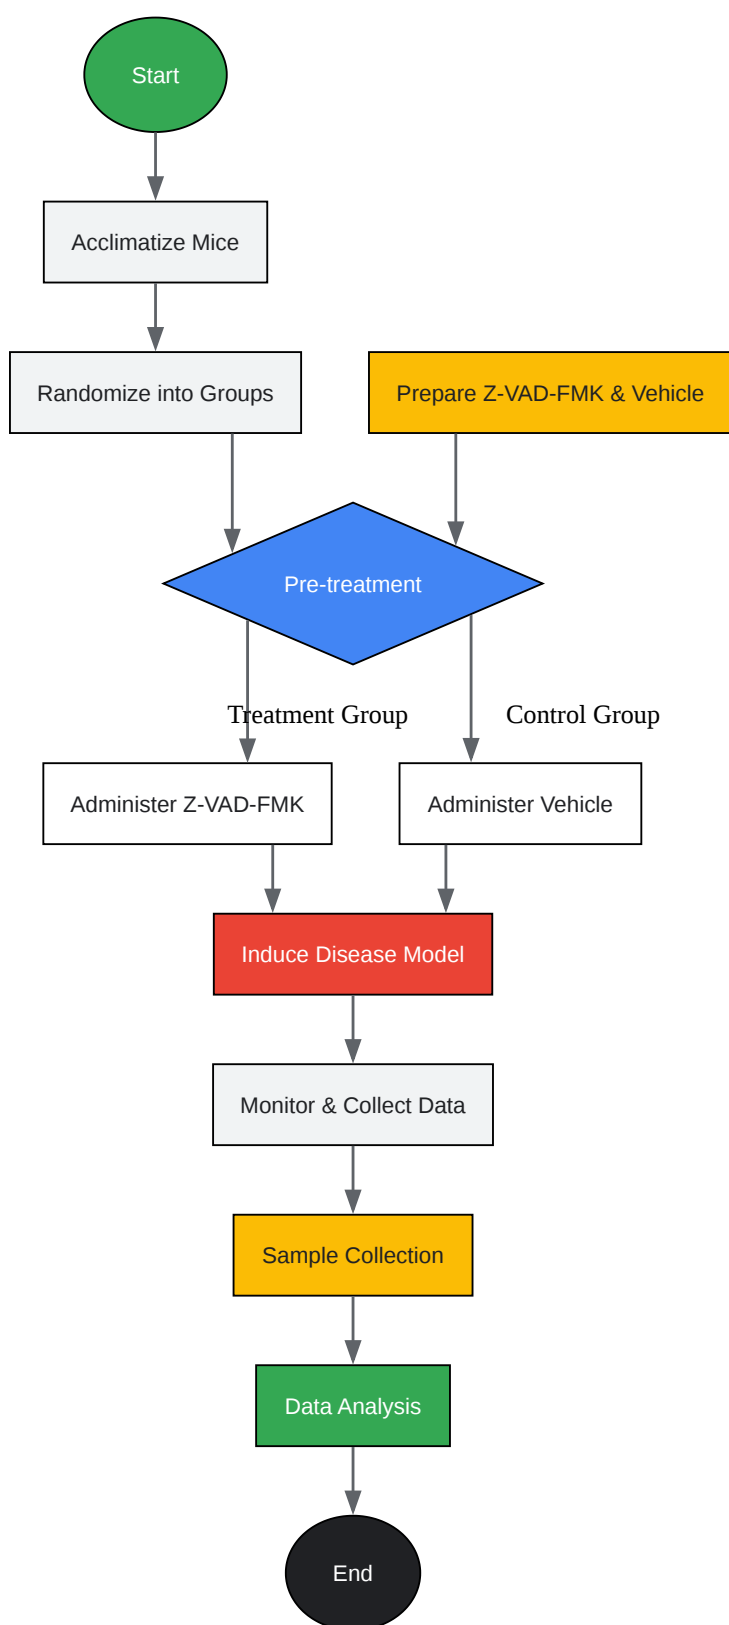 Start
Acclimatize Mice
Randomize into Groups
Prepare Z-VAD-FMK & Vehicle
Pre-treatment
Treatment Group
Control Group
Administer Z-VAD-FMK
Administer Vehicle
Induce Disease Model
Monitor & Collect Data
Sample Collection
Data Analysis
End